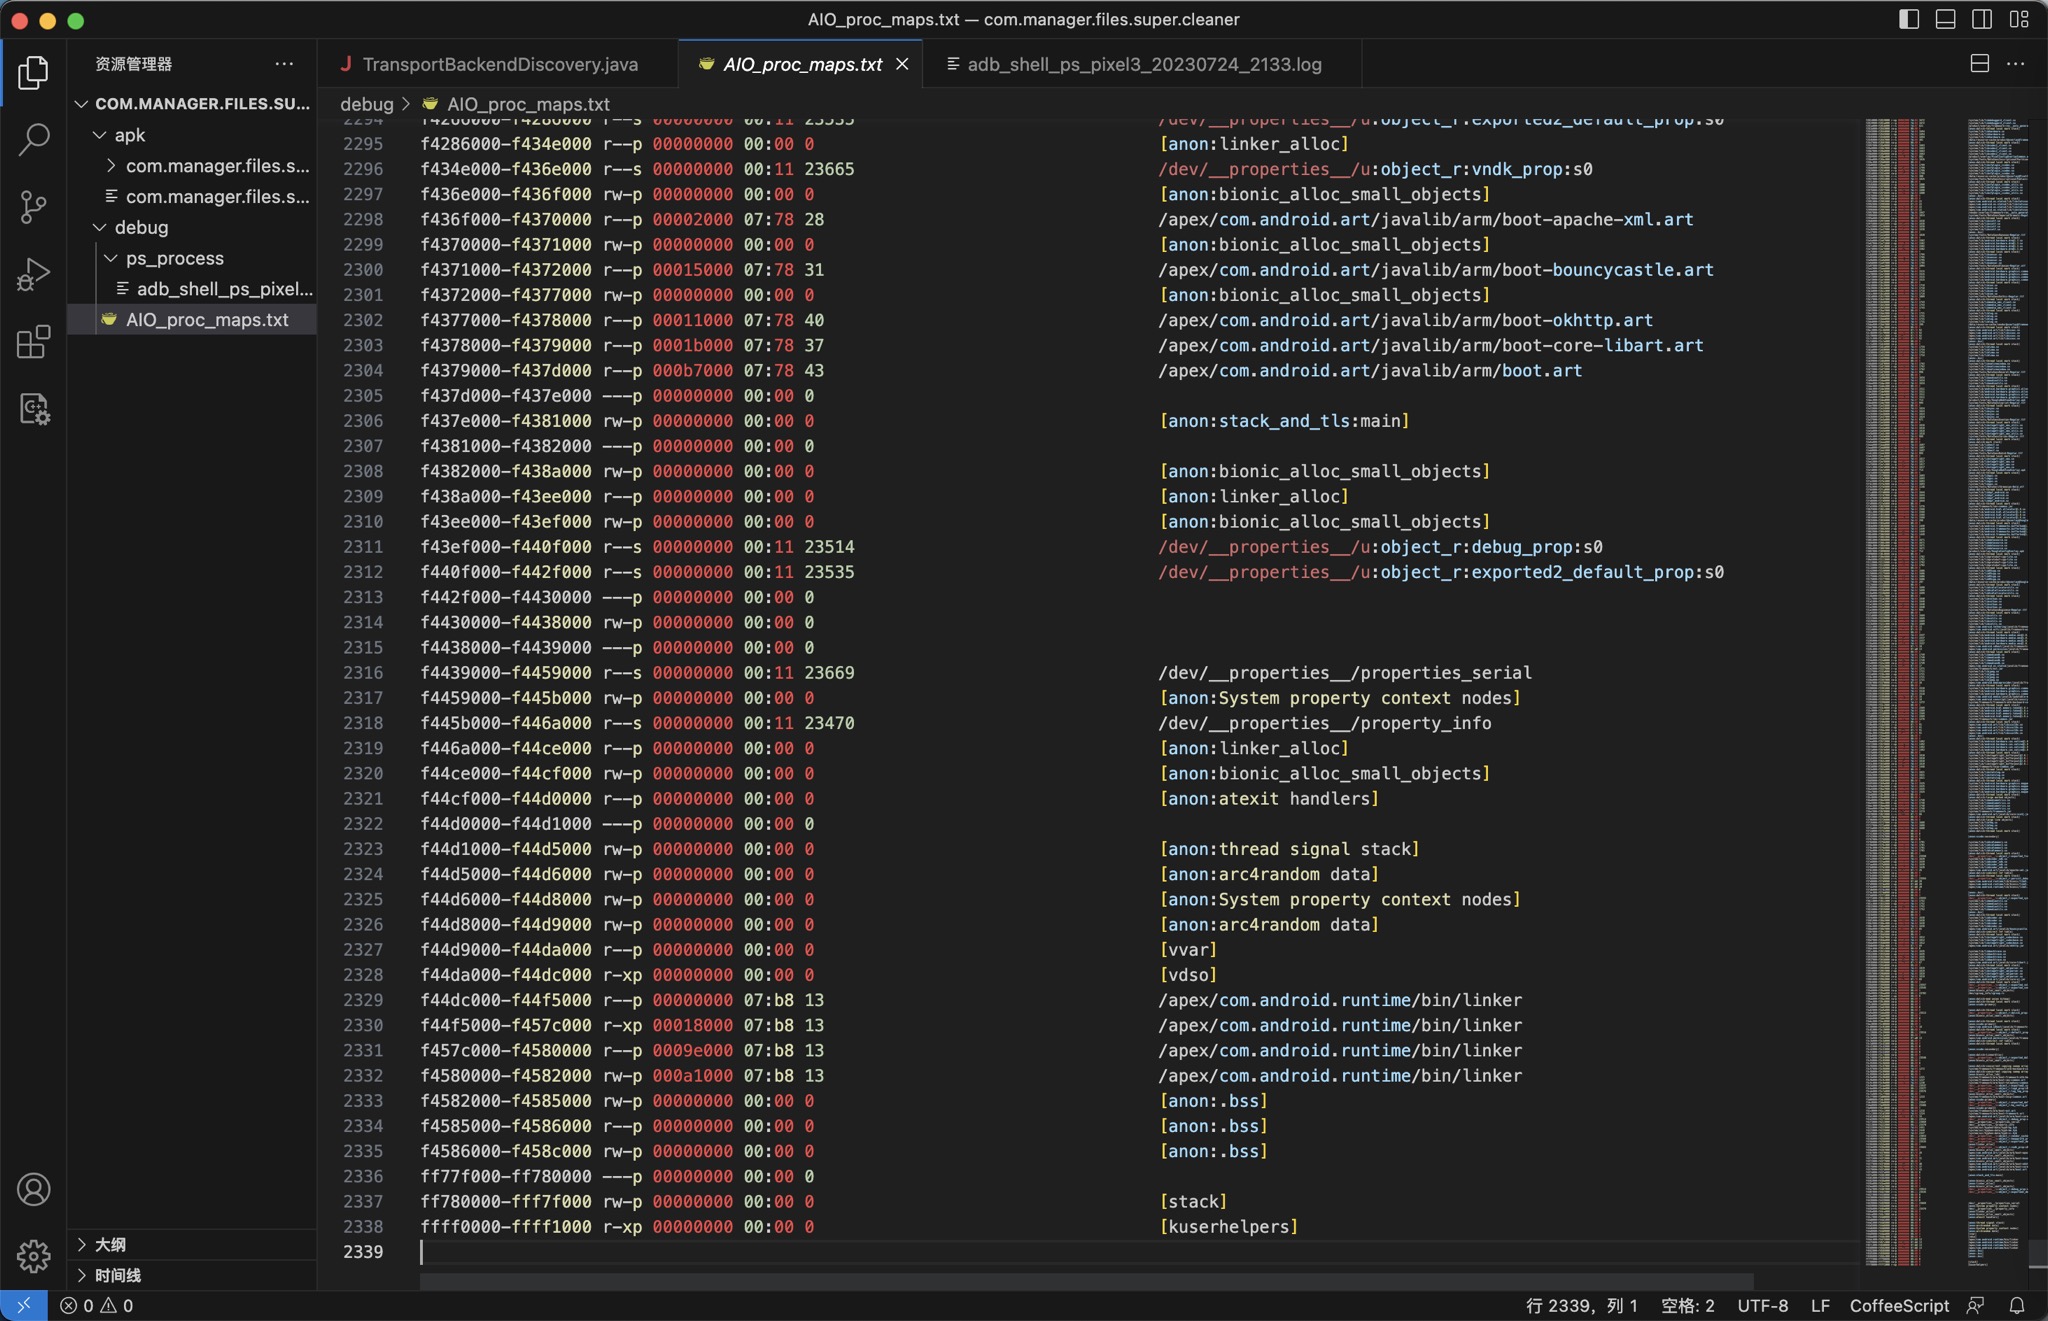 AIO_proc_maps.txt — com.manager.files.super.cleaner
资源管理器
COM.MANAGER.FILES.SU...
apk
com.manager.files.s...
com.manager.files.s...
debug
ps_process
adb_shell_ps_pixel...
AIO_proc_maps.txt
大纲
时间线
TransportBackendDiscovery.java
AIO_proc_maps.txt
adb_shell_ps_pixel3_20230724_2133.log
debug > AIO_proc_maps.txt
2294 f4266000-f4286000 r--s 00000000 00:11 23535 /dev/__properties__/u:object_r:exported2_default_prop:s0
2295 f4286000-f434e000 r--p 00000000 00:00 0 [anon:linker_alloc]
2296 f434e000-f436e000 r--s 00000000 00:11 23665 /dev/__properties__/u:object_r:vndk_prop:s0
2297 f436e000-f436f000 rw-p 00000000 00:00 0 [anon:bionic_alloc_small_objects]
2298 f436f000-f4370000 r--p 00002000 07:78 28 /apex/com.android.art/javalib/arm/boot-apache-xml.art
2299 f4370000-f4371000 rw-p 00000000 00:00 0 [anon:bionic_alloc_small_objects]
2300 f4371000-f4372000 r--p 00015000 07:78 31 /apex/com.android.art/javalib/arm/boot-bouncycastle.art
2301 f4372000-f4377000 rw-p 00000000 00:00 0 [anon:bionic_alloc_small_objects]
2302 f4377000-f4378000 r--p 00011000 07:78 40 /apex/com.android.art/javalib/arm/boot-okhttp.art
2303 f4378000-f4379000 r--p 0001b000 07:78 37 /apex/com.android.art/javalib/arm/boot-core-libart.art
2304 f4379000-f437d000 r--p 000b7000 07:78 43 /apex/com.android.art/javalib/arm/boot.art
2305 f437d000-f437e000 ---p 00000000 00:00 0
2306 f437e000-f4381000 rw-p 00000000 00:00 0 [anon:stack_and_tls:main]
2307 f4381000-f4382000 ---p 00000000 00:00 0
2308 f4382000-f438a000 rw-p 00000000 00:00 0 [anon:bionic_alloc_small_objects]
2309 f438a000-f43ee000 r--p 00000000 00:00 0 [anon:linker_alloc]
2310 f43ee000-f43ef000 rw-p 00000000 00:00 0 [anon:bionic_alloc_small_objects]
2311 f43ef000-f440f000 r--s 00000000 00:11 23514 /dev/__properties__/u:object_r:debug_prop:s0
2312 f440f000-f442f000 r--s 00000000 00:11 23535 /dev/__properties__/u:object_r:exported2_default_prop:s0
2313 f442f000-f4430000 ---p 00000000 00:00 0
2314 f4430000-f4438000 rw-p 00000000 00:00 0
2315 f4438000-f4439000 ---p 00000000 00:00 0
2316 f4439000-f4459000 r--s 00000000 00:11 23669 /dev/__properties__/properties_serial
2317 f4459000-f445b000 rw-p 00000000 00:00 0 [anon:System property context nodes]
2318 f445b000-f446a000 r--s 00000000 00:11 23470 /dev/__properties__/property_info
2319 f446a000-f44ce000 r--p 00000000 00:00 0 [anon:linker_alloc]
2320 f44ce000-f44cf000 rw-p 00000000 00:00 0 [anon:bionic_alloc_small_objects]
2321 f44cf000-f44d0000 r--p 00000000 00:00 0 [anon:atexit handlers]
2322 f44d0000-f44d1000 ---p 00000000 00:00 0
2323 f44d1000-f44d5000 rw-p 00000000 00:00 0 [anon:thread signal stack]
2324 f44d5000-f44d6000 rw-p 00000000 00:00 0 [anon:arc4random data]
2325 f44d6000-f44d8000 rw-p 00000000 00:00 0 [anon:System property context nodes]
2326 f44d8000-f44d9000 rw-p 00000000 00:00 0 [anon:arc4random data]
2327 f44d9000-f44da000 r--p 00000000 00:00 0 [vvar]
2328 f44da000-f44dc000 r-xp 00000000 00:00 0 [vdso]
2329 f44dc000-f44f5000 r--p 00000000 07:b8 13 /apex/com.android.runtime/bin/linker
2330 f44f5000-f457c000 r-xp 00018000 07:b8 13 /apex/com.android.runtime/bin/linker
2331 f457c000-f4580000 r--p 0009e000 07:b8 13 /apex/com.android.runtime/bin/linker
2332 f4580000-f4582000 rw-p 000a1000 07:b8 13 /apex/com.android.runtime/bin/linker
2333 f4582000-f4585000 rw-p 00000000 00:00 0 [anon:.bss]
2334 f4585000-f4586000 rw-p 00000000 00:00 0 [anon:.bss]
2335 f4586000-f458c000 rw-p 00000000 00:00 0 [anon:.bss]
2336 ff77f000-ff780000 ---p 00000000 00:00 0
2337 ff780000-fff7f000 rw-p 00000000 00:00 0 [stack]
2338 ffff0000-ffff1000 r-xp 00000000 00:00 0 [kuserhelpers]
2339
0 0 行 2339，列 1 空格: 2 UTF-8 LF CoffeeScript